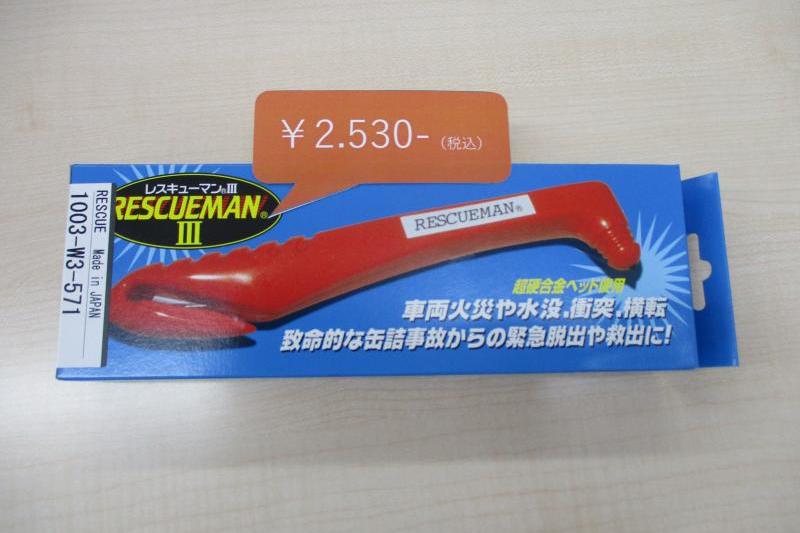 ¥2.530-(税込)
レスキューマン®III
RESCUEMAN®
III
RESCUEMAN®
RESCUE Made in JAPAN
1003-W3-571
超硬合金ヘッド使用
車両火災や水没、衝突、横転
致命的な缶詰事故からの緊急脱出や救出に!